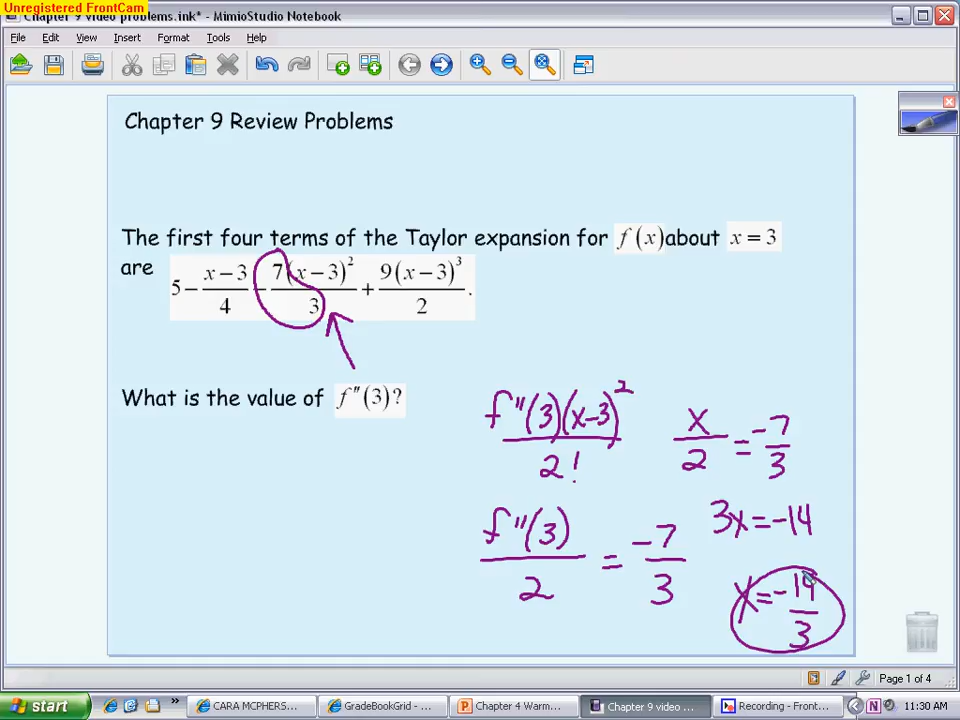 Unregistered FrontCam
Chapter 9 video problems.ink* - MimioStudio Notebook
File Edit View Insert Format Tools Help
Chapter 9 Review Problems
The first four terms of the Taylor expansion for f(x) about x = 3
are 5 - (x-3)/4 - 7(x-3)²/3 + 9(x-3)³/2.
What is the value of f"(3)?
f"(3)(x-3)²/2!
x/2 = -7/3
f"(3)/2 = -7/3
3x = -14
x = -14/3
Page 1 of 4
start
CARA MCPHERS...
GradeBookGrid - ...
Chapter 4 Warm...
Chapter 9 video ...
Recording - Front...
11:30 AM